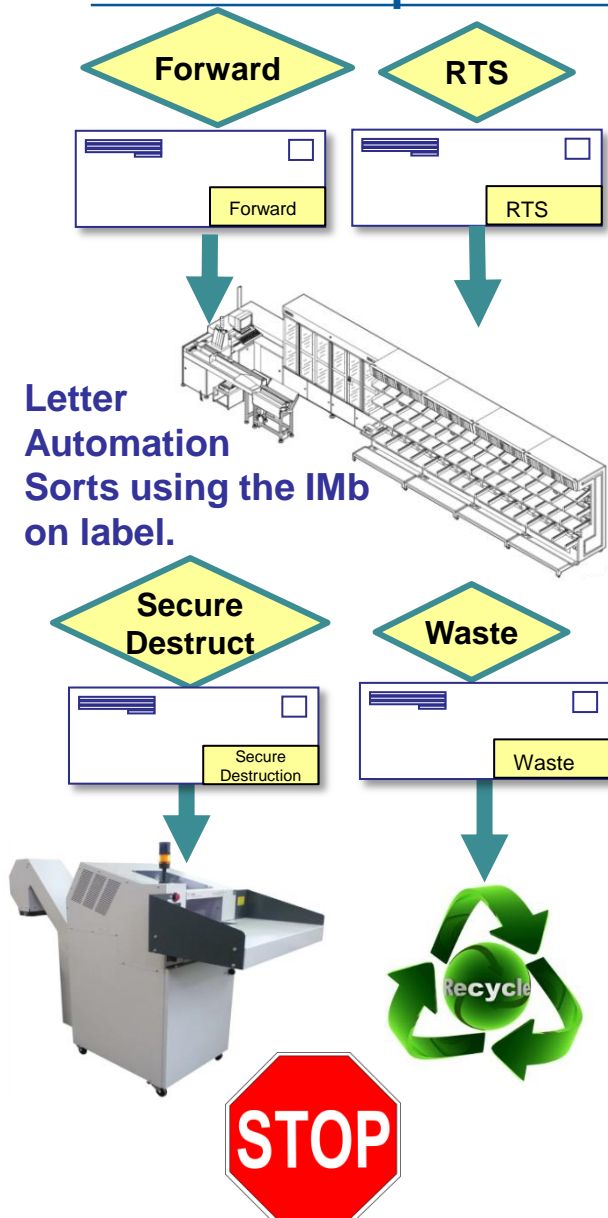 Forward
RTS
Forward
RTS
Letter
Automation
Sorts using the IMb
on label.
Secure
Destruct
Waste
Secure
Destruction
Waste
Recycle
STOP